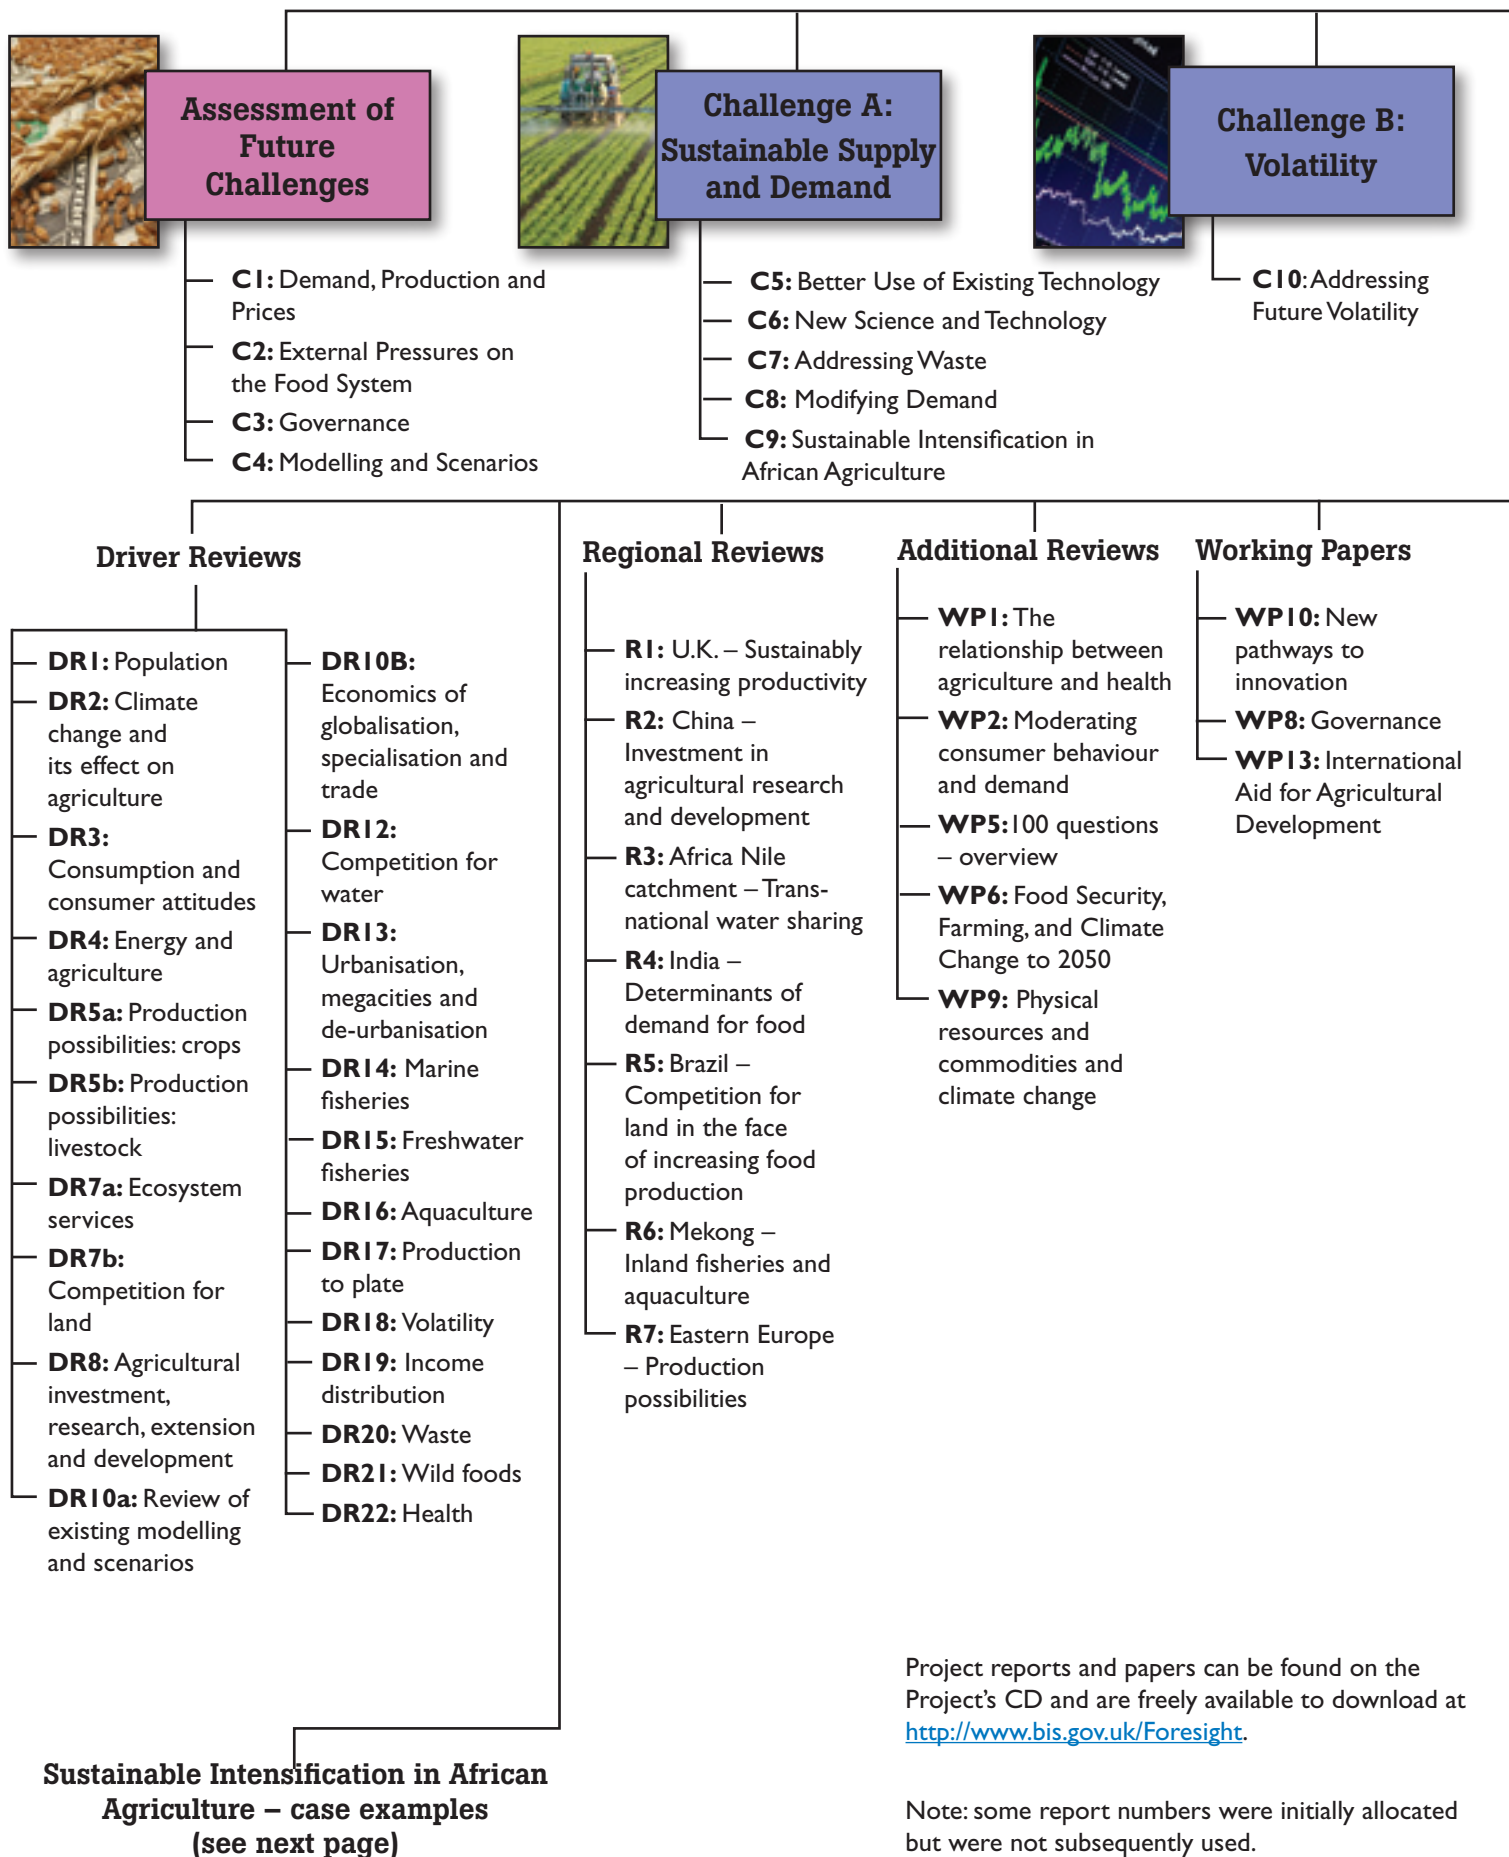 Assessment of
Future
Challenges
C1: Demand, Production and
Prices
C2: External Pressures on
the Food System
C3: Governance
C4: Modelling and Scenarios
Challenge A:
Sustainable Supply
and Demand
C5: Better Use of Existing Technology
C6: New Science and Technology
C7: Addressing Waste
C8: Modifying Demand
C9: Sustainable Intensification in
African Agriculture
Challenge B:
Volatility
C10: Addressing
Future Volatility
Driver Reviews
DR1: Population
DR2: Climate
change and
its effect on
agriculture
DR3:
Consumption and
consumer attitudes
DR4: Energy and
agriculture
DR5a: Production
possibilities: crops
DR5b: Production
possibilities:
livestock
DR7a: Ecosystem
services
DR7b:
Competition for
land
DR8: Agricultural
investment,
research, extension
and development
DR10a: Review of
existing modelling
and scenarios
DR10B:
Economics of
globalisation,
specialisation and
trade
DR12:
Competition for
water
DR13:
Urbanisation,
megacities and
de-urbanisation
DR14: Marine
fisheries
DR15: Freshwater
fisheries
DR16: Aquaculture
DR17: Production
to plate
DR18: Volatility
DR19: Income
distribution
DR20: Waste
DR21: Wild foods
DR22: Health
Regional Reviews
R1: U.K. – Sustainably
increasing productivity
R2: China –
Investment in
agricultural research
and development
R3: Africa Nile
catchment – Trans-
national water sharing
R4: India –
Determinants of
demand for food
R5: Brazil –
Competition for
land in the face
of increasing food
production
R6: Mekong –
Inland fisheries and
aquaculture
R7: Eastern Europe
– Production
possibilities
Additional Reviews
WP1: The
relationship between
agriculture and health
WP2: Moderating
consumer behaviour
and demand
WP5: 100 questions
– overview
WP6: Food Security,
Farming, and Climate
Change to 2050
WP9: Physical
resources and
commodities and
climate change
Working Papers
WP10: New
pathways to
innovation
WP8: Governance
WP13: International
Aid for Agricultural
Development
Sustainable Intensification in African
Agriculture – case examples
(see next page)
Project reports and papers can be found on the
Project's CD and are freely available to download at
http://www.bis.gov.uk/Foresight.
Note: some report numbers were initially allocated
but were not subsequently used.